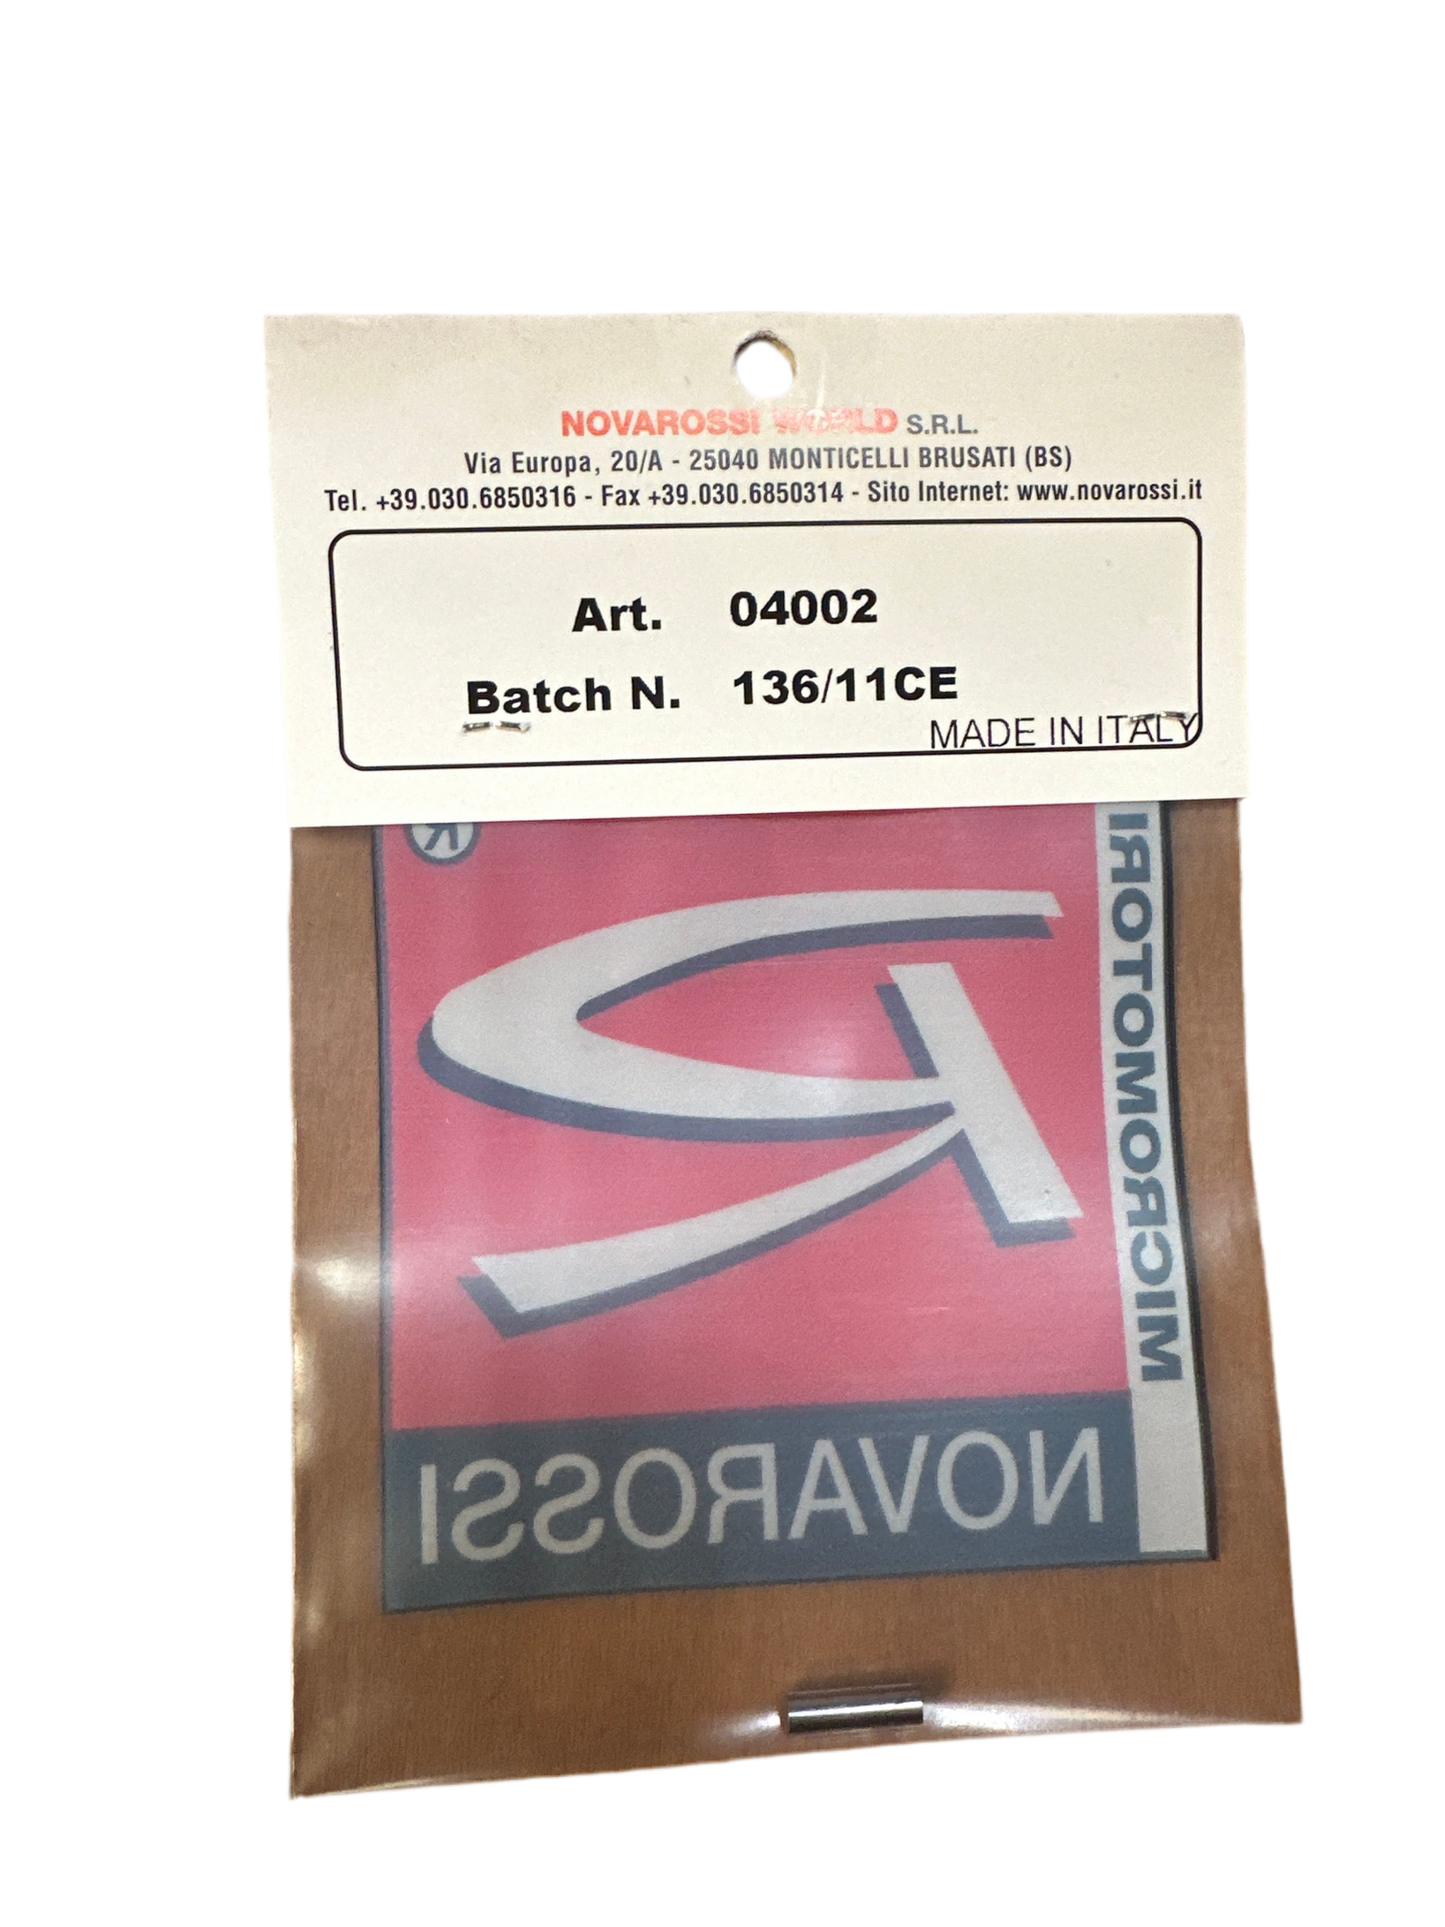 NOVAROSSI WORLD S.R.L.
Via Europa, 20/A - 25040 MONTICELLI BRUSATI (BS)
Tel. +39.030.6850316 - Fax +39.030.6850314 - Sito Internet: www.novarossi.it
Art. 04002
Batch N. 136/11CE
MADE IN ITALY
®
R
MICROMOTORI
NOVAROSSI